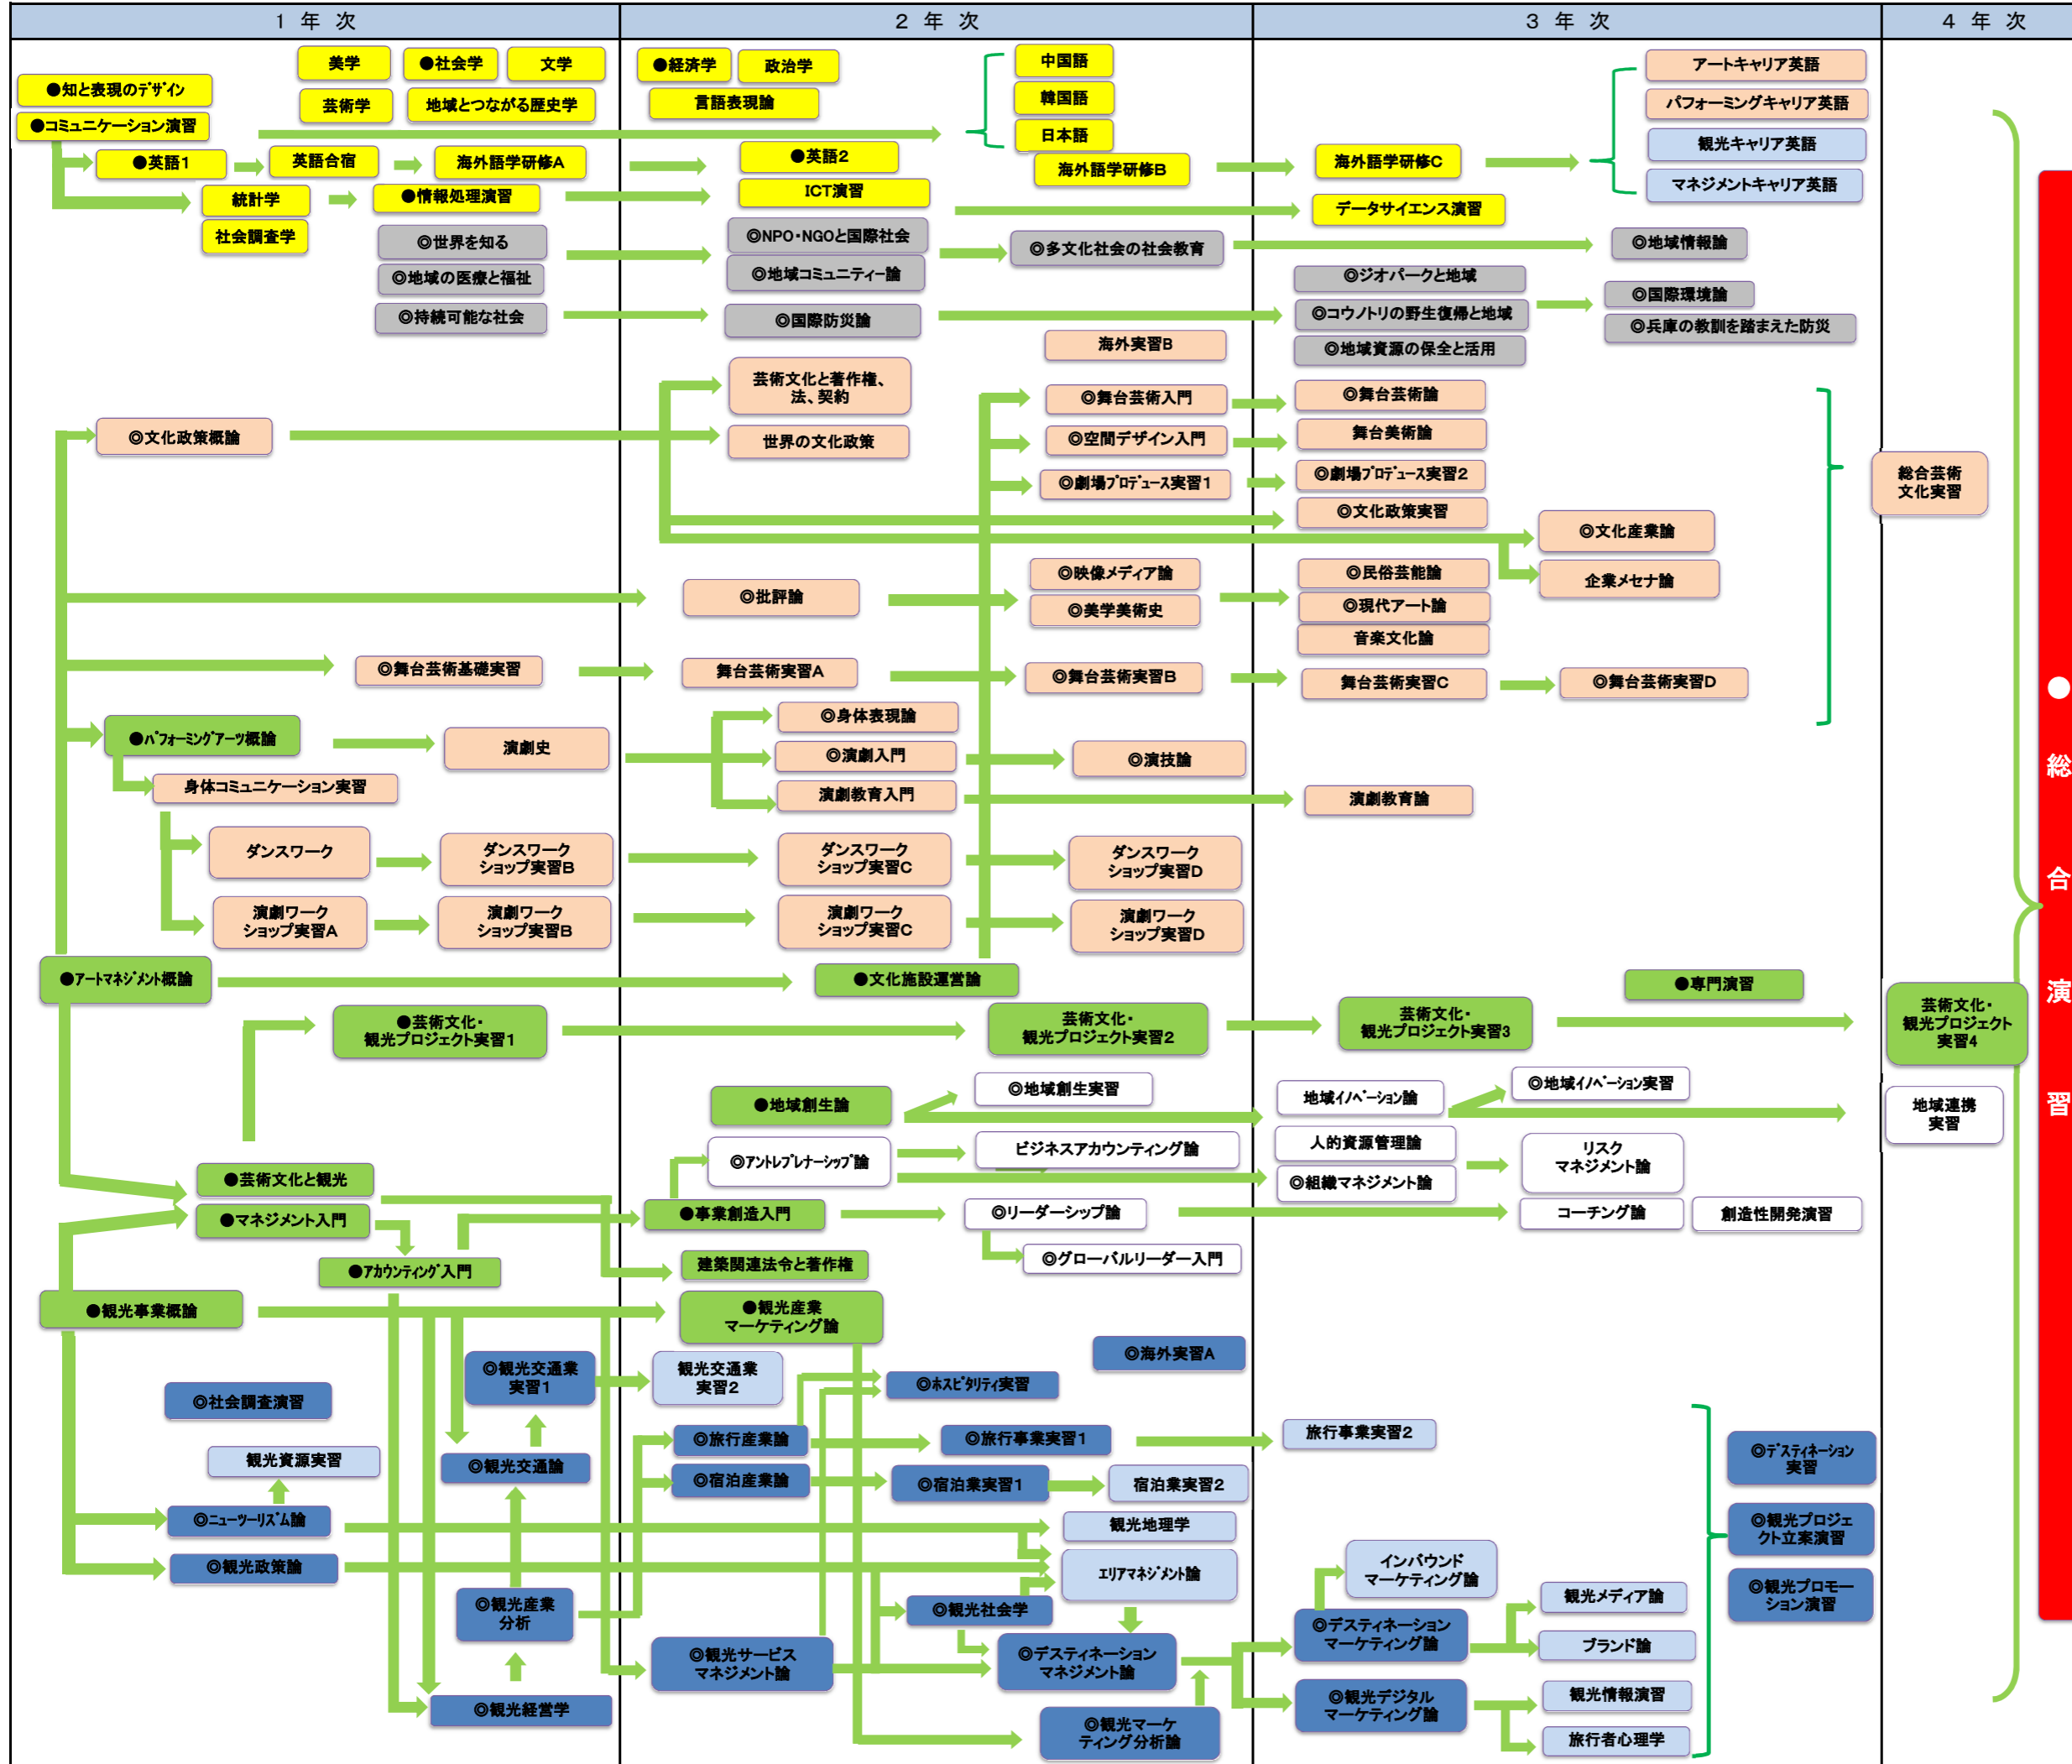 1 年 次
2 年 次
3 年 次
4 年 次
美学
●社会学
文学
●知と表現のデザイン
芸術学
地域とつながる歴史学
●コミュニケーション演習
●英語1
英語合宿
海外語学研修A
統計学
●情報処理演習
社会調査学
◎世界を知る
◎地域の医療と福祉
◎持続可能な社会
◎文化政策概論
◎舞台芸術基礎実習
●パフォーミングアーツ概論
演劇史
身体コミュニケーション実習
ダンスワーク
ダンスワーク
ショップ実習B
演劇ワーク
ショップ実習A
演劇ワーク
ショップ実習B
●アートマネジメント概論
●芸術文化・
観光プロジェクト実習1
●芸術文化と観光
●マネジメント入門
●アカウンティング入門
●観光事業概論
◎観光交通業
実習1
◎社会調査演習
観光資源実習
◎観光交通論
◎ニューツーリズム論
◎観光政策論
◎観光産業
分析
◎観光経営学
●経済学
政治学
言語表現論
中国語
韓国語
日本語
●英語2
海外語学研修B
ICT演習
◎NPO・NGOと国際社会
◎多文化社会の社会教育
◎地域コミュニティー論
◎国際防災論
海外実習B
芸術文化と著作権、
法、契約
世界の文化政策
◎舞台芸術入門
◎空間デザイン入門
◎劇場プロデュース実習1
◎批評論
◎映像メディア論
◎美学美術史
舞台芸術実習A
◎舞台芸術実習B
◎身体表現論
◎演劇入門
◎演技論
演劇教育入門
ダンスワーク
ショップ実習C
ダンスワーク
ショップ実習D
演劇ワーク
ショップ実習C
演劇ワーク
ショップ実習D
●文化施設運営論
芸術文化・
観光プロジェクト実習2
●地域創生論
◎地域創生実習
◎アントレプレナーシップ論
ビジネスアカウンティング論
●事業創造入門
◎リーダーシップ論
建築関連法令と著作権
◎グローバルリーダー入門
●観光産業
マーケティング論
観光交通業
実習2
◎海外実習A
◎ホスピタリティ実習
◎旅行産業論
◎旅行事業実習1
◎宿泊産業論
◎宿泊業実習1
宿泊業実習2
観光地理学
エリアマネジメント論
◎観光社会学
◎観光サービス
マネジメント論
◎デスティネーション
マネジメント論
◎観光マーケ
ティング分析論
アートキャリア英語
パフォーミングキャリア英語
観光キャリア英語
マネジメントキャリア英語
海外語学研修C
データサイエンス演習
◎地域情報論
◎ジオパークと地域
◎国際環境論
◎コウノトリの野生復帰と地域
◎兵庫の教訓を踏まえた防災
◎地域資源の保全と活用
◎舞台芸術論
舞台美術論
◎劇場プロデュース実習2
◎文化政策実習
◎文化産業論
企業メセナ論
◎民俗芸能論
◎現代アート論
音楽文化論
舞台芸術実習C
◎舞台芸術実習D
演劇教育論
●専門演習
芸術文化・
観光プロジェクト実習3
地域イノベーション論
◎地域イノベーション実習
人的資源管理論
リスク
マネジメント論
◎組織マネジメント論
コーチング論
創造性開発演習
旅行事業実習2
◎デスティネーション
実習
◎観光プロジェ
クト立案演習
◎観光プロモー
ション演習
インバウンド
マーケティング論
観光メディア論
◎デスティネーション
マーケティング論
ブランド論
◎観光デジタル
マーケティング論
観光情報演習
旅行者心理学
総合芸術
文化実習
芸術文化・
観光プロジェクト
実習4
地域連携
実習
●総合演習